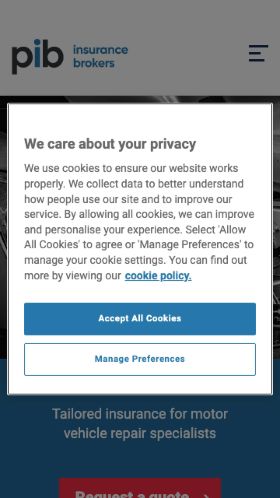 pib insurance
brokers
We care about your privacy
We use cookies to ensure our website works
properly. We collect data to better understand
how people use our site and to improve our
service. By allowing all cookies, we can improve
and personalise your experience. Select 'Allow
All Cookies' to agree or 'Manage Preferences' to
manage your cookie settings. You can find out
more by viewing our cookie policy.
Accept All Cookies
Manage Preferences
Tailored insurance for motor
vehicle repair specialists
Request a quote